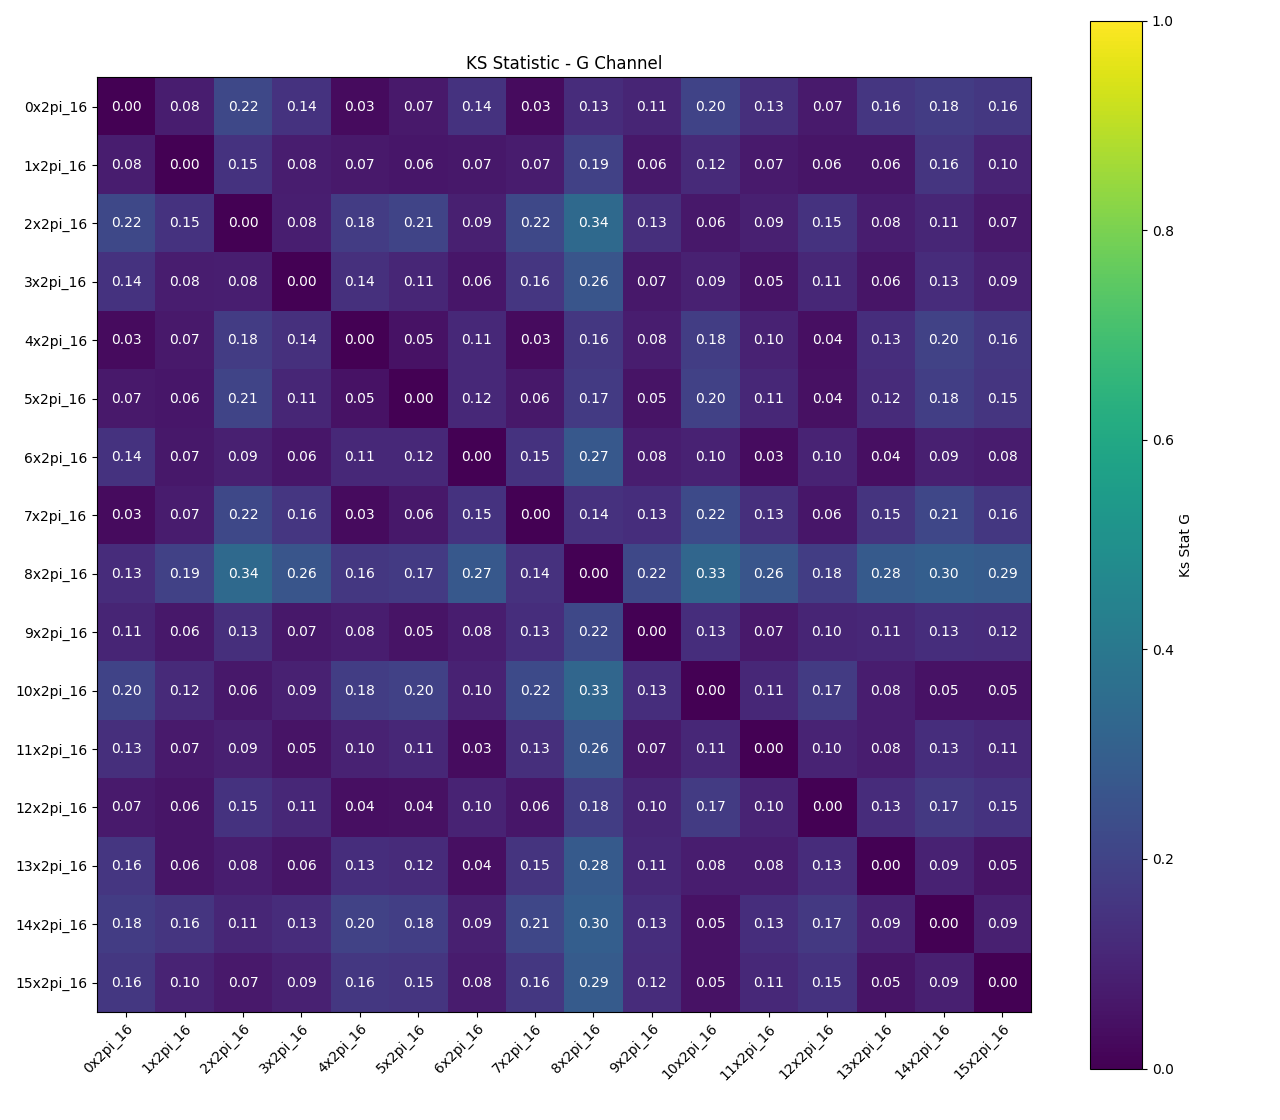 KS Statistic - G Channel
0x2pi_16 0.00 0.08 0.22 0.14 0.03 0.07 0.14 0.03 0.13 0.11 0.20 0.13 0.07 0.16 0.18 0.16
1x2pi_16 0.08 0.00 0.15 0.08 0.07 0.06 0.07 0.07 0.19 0.06 0.12 0.07 0.06 0.06 0.16 0.10
2x2pi_16 0.22 0.15 0.00 0.08 0.18 0.21 0.09 0.22 0.34 0.13 0.06 0.09 0.15 0.08 0.11 0.07
3x2pi_16 0.14 0.08 0.08 0.00 0.14 0.11 0.06 0.16 0.26 0.07 0.09 0.05 0.11 0.06 0.13 0.09
4x2pi_16 0.03 0.07 0.18 0.14 0.00 0.05 0.11 0.03 0.16 0.08 0.18 0.10 0.04 0.13 0.20 0.16
5x2pi_16 0.07 0.06 0.21 0.11 0.05 0.00 0.12 0.06 0.17 0.05 0.20 0.11 0.04 0.12 0.18 0.15
6x2pi_16 0.14 0.07 0.09 0.06 0.11 0.12 0.00 0.15 0.27 0.08 0.10 0.03 0.10 0.04 0.09 0.08
7x2pi_16 0.03 0.07 0.22 0.16 0.03 0.06 0.15 0.00 0.14 0.13 0.22 0.13 0.06 0.15 0.21 0.16
8x2pi_16 0.13 0.19 0.34 0.26 0.16 0.17 0.27 0.14 0.00 0.22 0.33 0.26 0.18 0.28 0.30 0.29
9x2pi_16 0.11 0.06 0.13 0.07 0.08 0.05 0.08 0.13 0.22 0.00 0.13 0.07 0.10 0.11 0.13 0.12
10x2pi_16 0.20 0.12 0.06 0.09 0.18 0.20 0.10 0.22 0.33 0.13 0.00 0.11 0.17 0.08 0.05 0.05
11x2pi_16 0.13 0.07 0.09 0.05 0.10 0.11 0.03 0.13 0.26 0.07 0.11 0.00 0.10 0.08 0.13 0.11
12x2pi_16 0.07 0.06 0.15 0.11 0.04 0.04 0.10 0.06 0.18 0.10 0.17 0.10 0.00 0.13 0.17 0.15
13x2pi_16 0.16 0.06 0.08 0.06 0.13 0.12 0.04 0.15 0.28 0.11 0.08 0.08 0.13 0.00 0.09 0.05
14x2pi_16 0.18 0.16 0.11 0.13 0.20 0.18 0.09 0.21 0.30 0.13 0.05 0.13 0.17 0.09 0.00 0.09
15x2pi_16 0.16 0.10 0.07 0.09 0.16 0.15 0.08 0.16 0.29 0.12 0.05 0.11 0.15 0.05 0.09 0.00
0x2pi_16 1x2pi_16 2x2pi_16 3x2pi_16 4x2pi_16 5x2pi_16 6x2pi_16 7x2pi_16 8x2pi_16 9x2pi_16 10x2pi_16 11x2pi_16 12x2pi_16 13x2pi_16 14x2pi_16 15x2pi_16
1.0
0.8
0.6
0.4
0.2
0.0
Ks Stat G